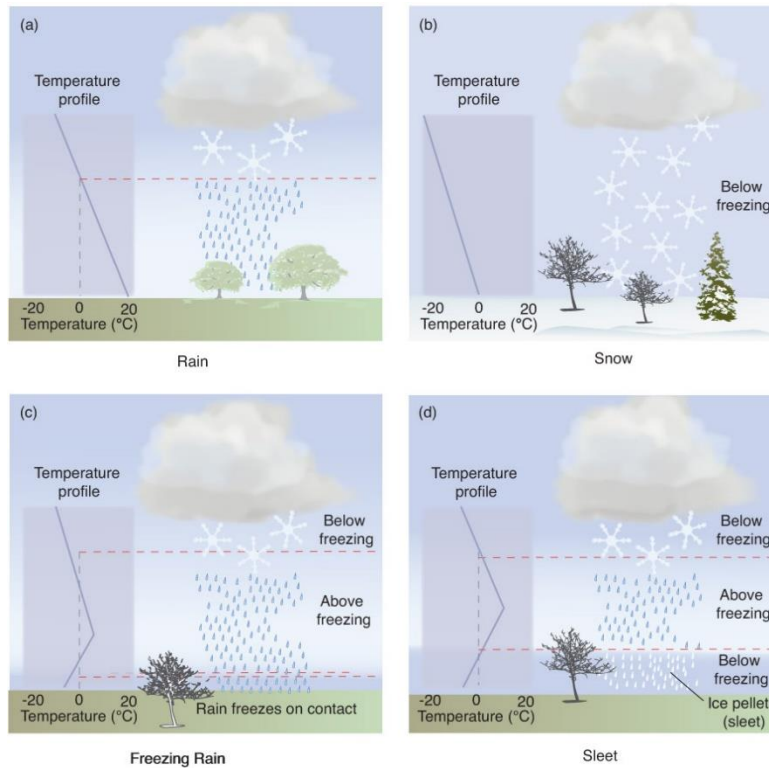 (a)
Temperature
profile
-20 0 20
Temperature (°C)
Rain
(b)
Temperature
profile
Below
freezing
-20 0 20
Temperature (°C)
Snow
(c)
Temperature
profile
Below
freezing
Above
freezing
-20 0 20
Temperature (°C)
Rain freezes on contact
Freezing Rain
(d)
Temperature
profile
Below
freezing
Above
freezing
Below
freezing
Ice pellet
(sleet)
-20 0 20
Temperature (°C)
Sleet